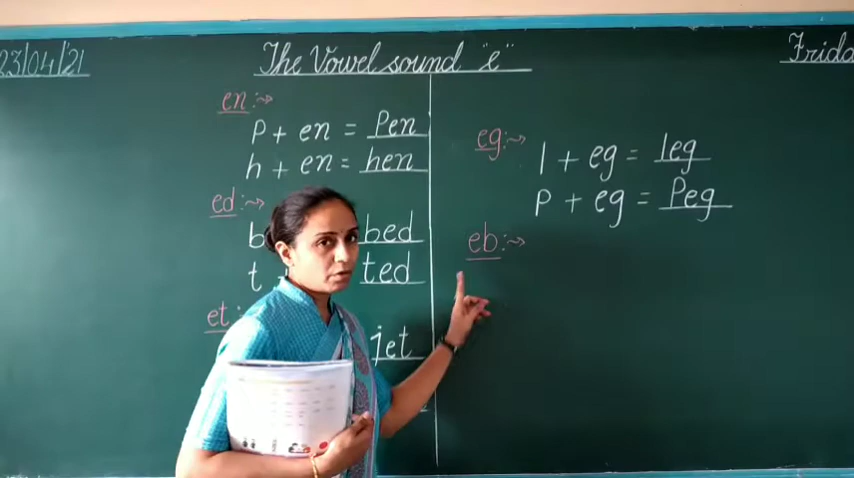 23/04/'21
The Vowel sound "e"
Frida
en:~>
P + en = Pen
h + en = hen
ed:~>
b bed
t - ted
et:
jet
eg:~>
l + eg = leg
P + eg = Peg
eb:~>